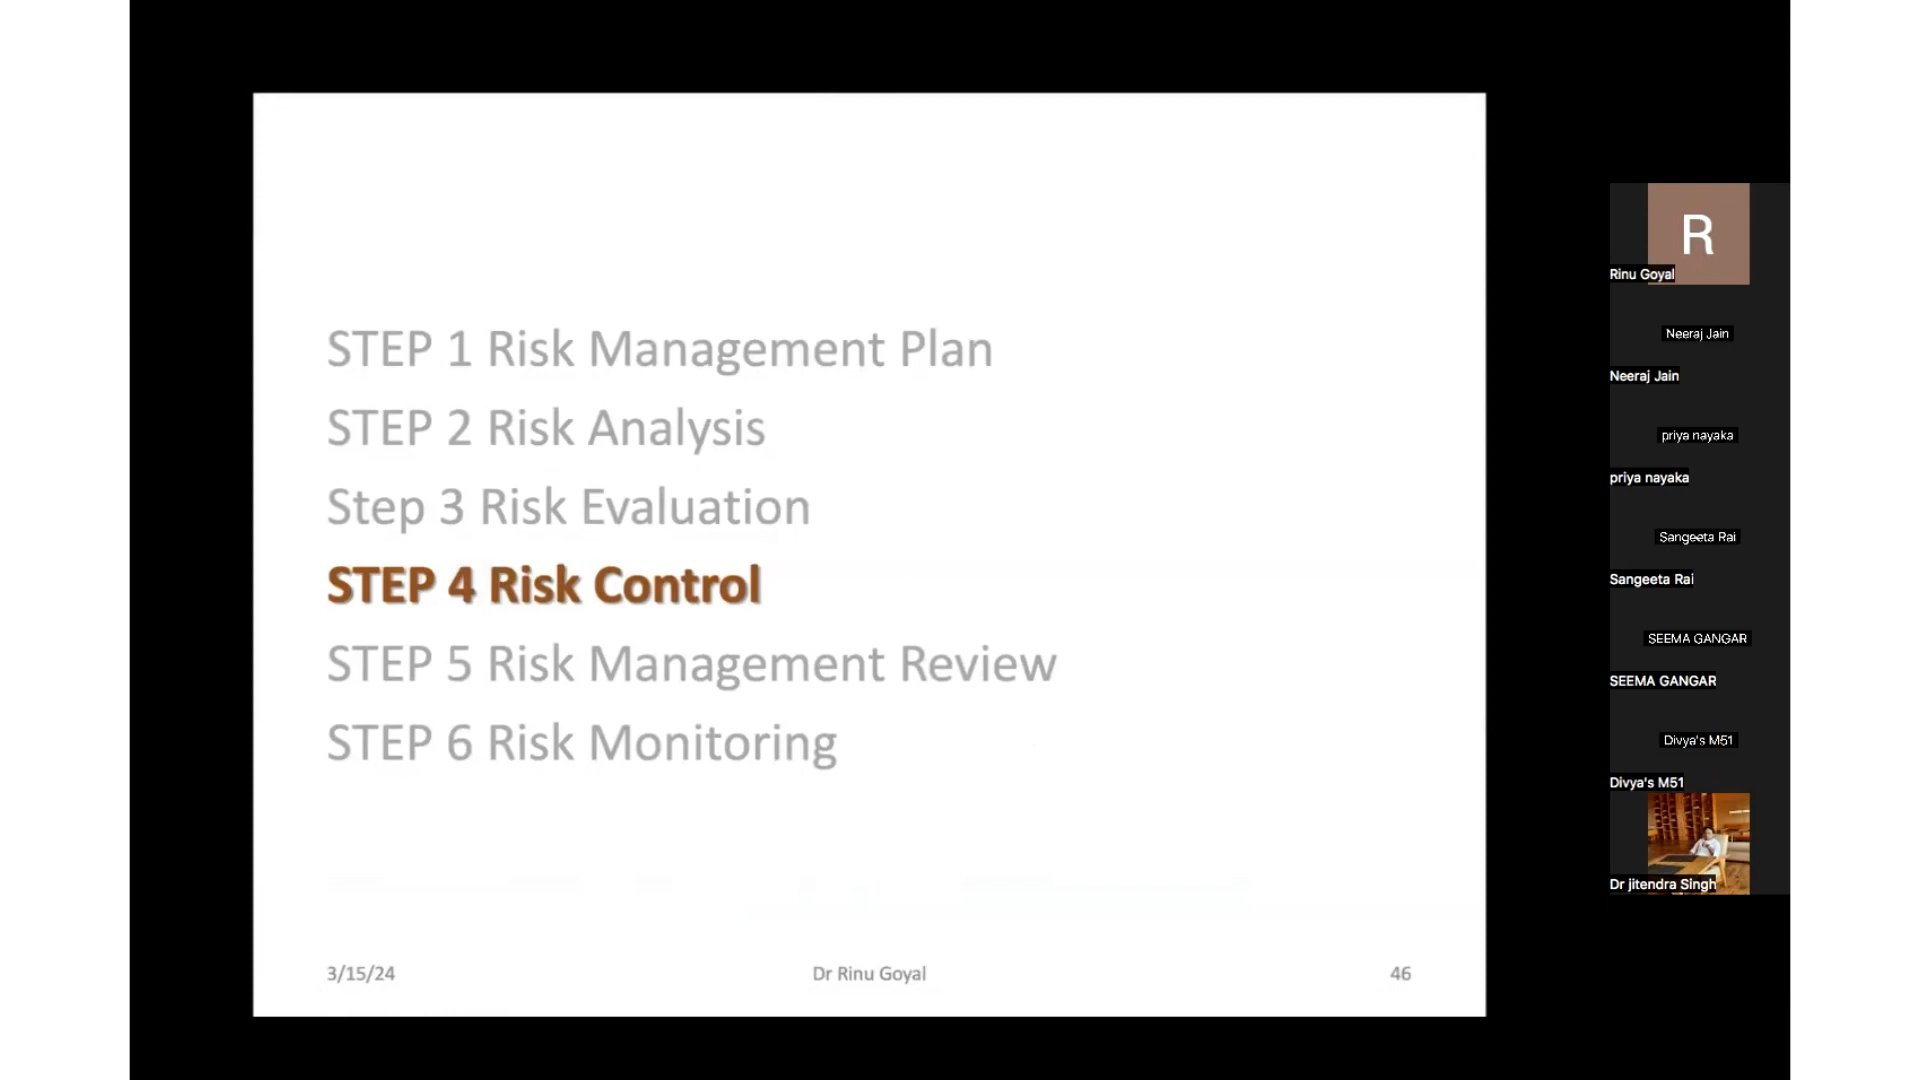 STEP 1 Risk Management Plan
STEP 2 Risk Analysis
Step 3 Risk Evaluation
STEP 4 Risk Control
STEP 5 Risk Management Review
STEP 6 Risk Monitoring
3/15/24
Dr Rinu Goyal
46
R
Rinu Goyal
Neeraj Jain
Neeraj Jain
priya nayaka
priya nayaka
Sangeeta Rai
Sangeeta Rai
SEEMA GANGAR
SEEMA GANGAR
Divya's M51
Divya's M51
Dr jitendra Singh